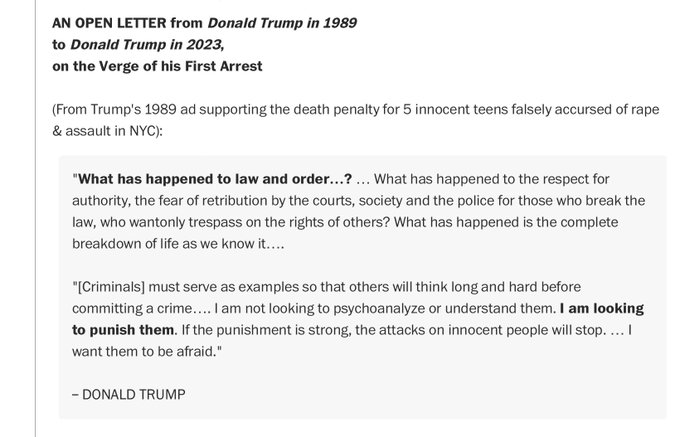 AN OPEN LETTER from Donald Trump in 1989
to Donald Trump in 2023,
on the Verge of his First Arrest
(From Trump's 1989 ad supporting the death penalty for 5 innocent teens falsely accursed of rape
& assault in NYC):
"What has happened to law and order…? … What has happened to the respect for
authority, the fear of retribution by the courts, society and the police for those who break the
law, who wantonly trespass on the rights of others? What has happened is the complete
breakdown of life as we know it….
"[Criminals] must serve as examples so that others will think long and hard before
committing a crime…. I am not looking to psychoanalyze or understand them. I am looking
to punish them. If the punishment is strong, the attacks on innocent people will stop. … I
want them to be afraid."
– DONALD TRUMP